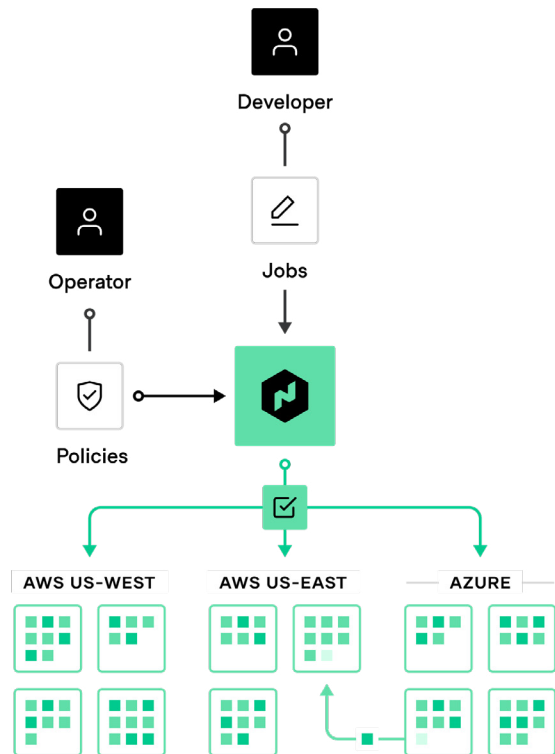 Developer
Jobs
Operator
Policies
AWS US-WEST
AWS US-EAST
AZURE